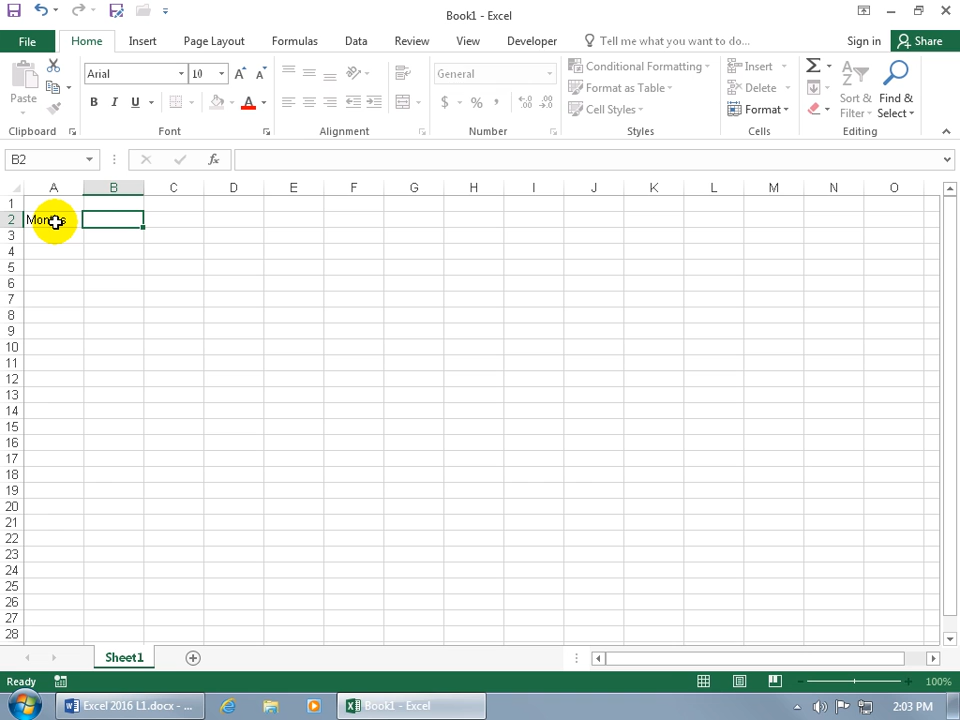 Book1 - Excel
File Home Insert Page Layout Formulas Data Review View Developer Tell me what you want to do... Sign in Share
Paste
Arial 10
B I U A
General
$ % ,
Conditional Formatting
Format as Table
Cell Styles
Insert
Delete
Format
Sort & Filter
Find & Select
Clipboard Font Alignment Number Styles Cells Editing
B2 fx
A B C D E F G H I J K L M N O
1
2
3
4
5
6
7
8
9
10
11
12
13
14
15
16
17
18
19
20
21
22
23
24
25
26
27
28
Sheet1
Ready 100%
Excel 2016 L1.docx - ... Book1 - Excel 2:03 PM